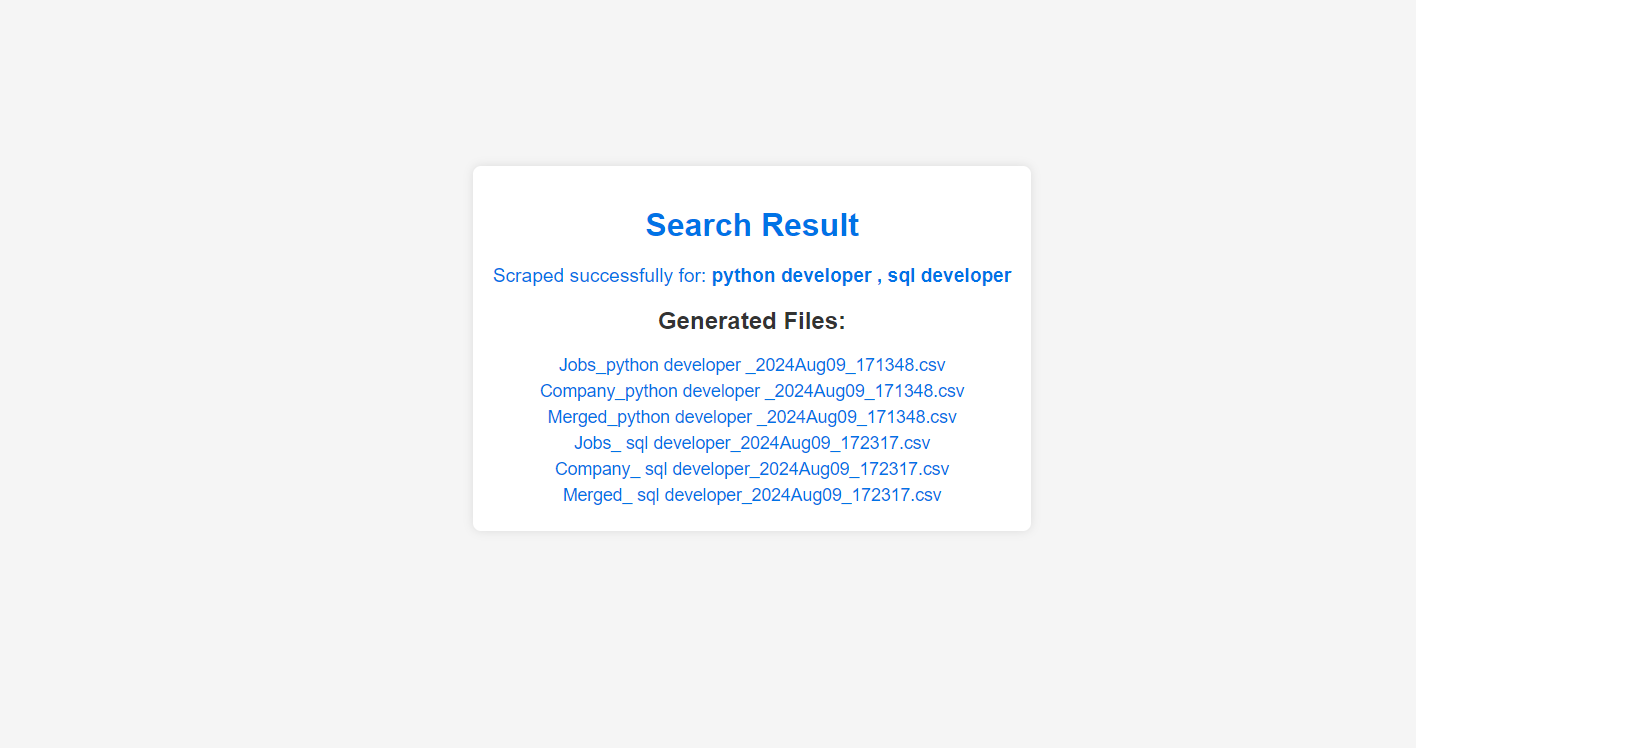 Search Result
Scraped successfully for: python developer , sql developer
Generated Files:
Jobs_python developer _2024Aug09_171348.csv
Company_python developer _2024Aug09_171348.csv
Merged_python developer _2024Aug09_171348.csv
Jobs_ sql developer_2024Aug09_172317.csv
Company_ sql developer_2024Aug09_172317.csv
Merged_ sql developer_2024Aug09_172317.csv